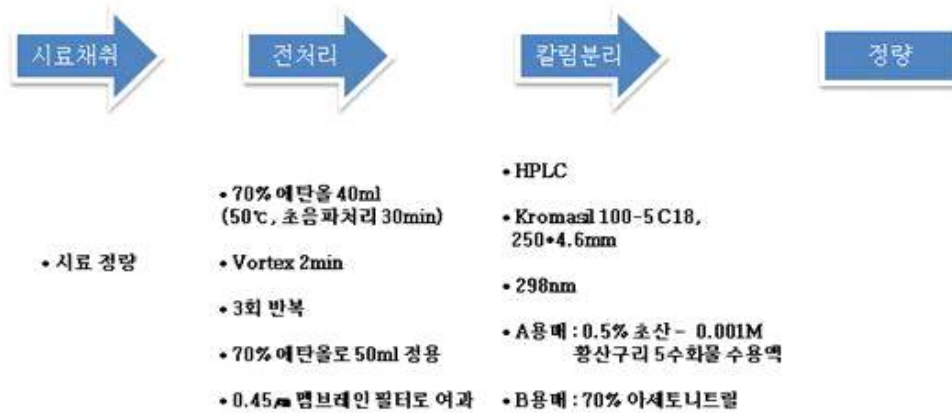 시료채취
전처리
칼럼분리
정량
• 시료 정량
• 70% 에탄올 40ml
(50℃, 초음파처리 30min)
• Vortex 2min
• 3회 반복
• 70% 에탄올로 50ml 정용
• 0.45㎛ 멤브레인 필터로 여과
• HPLC
• Kromasil 100-5 C18,
250*4.6mm
• 298nm
• A용매 : 0.5% 초산 - 0.001M
황산구리 5수화물 수용액
• B용매 : 70% 아세토니트릴